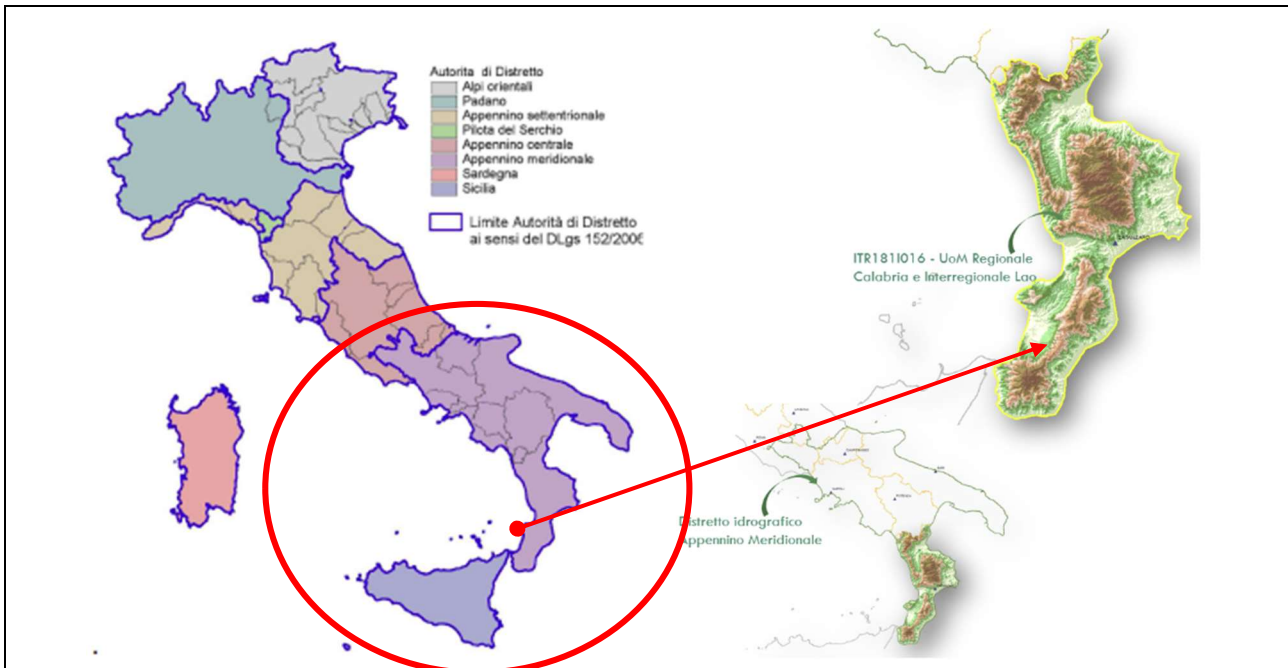 Autorita di Distretto
Alpi orientali
Padano
Appennino settentrionale
Pilota del Serchio
Appennino centrale
Appennino meridionale
Sardegna
Sicilia
Limite Autorità di Distretto
ai sensi del DLgs 152/2006
ITR181I016 - UoM Regionale
Calabria e Interregionale Lao
Distretto idrografico
Appennino Meridionale